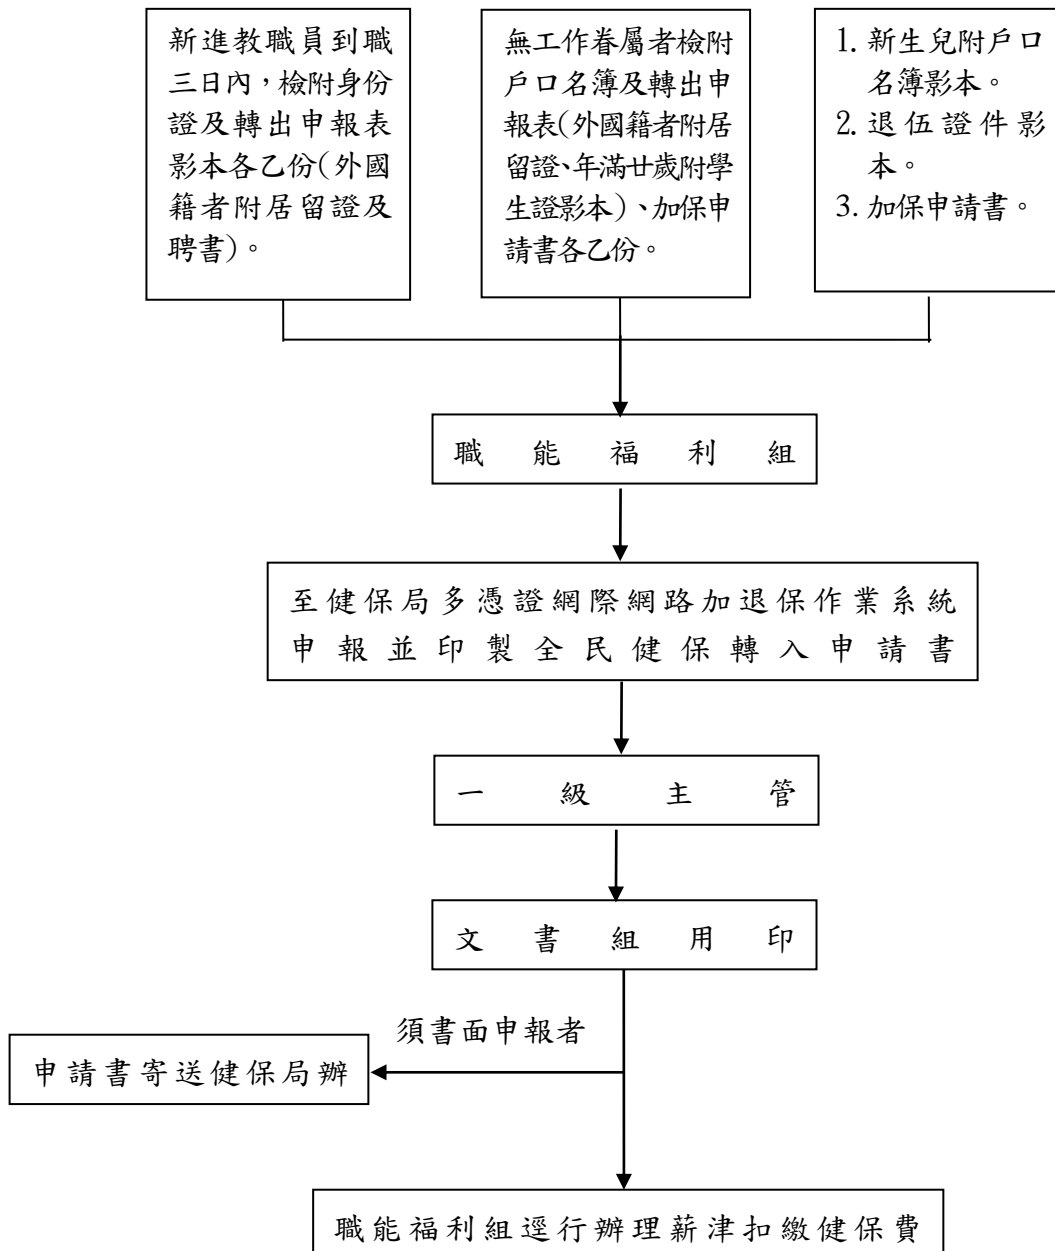 新進教職員到職
三日內，檢附身份
證及轉出申報表
影本各乙份(外國
籍者附居留證及
聘書)。
無工作眷屬者檢附
戶口名簿及轉出申
報表(外國籍者附居
留證、年滿廿歲附學
生證影本)、加保申
請書各乙份。
1. 新生兒附戶口
名簿影本。
2. 退伍證件影
本。
3. 加保申請書。
職能福利組
至健保局多憑證網際網路加退保作業系統
申報並印製全民健保轉入申請書
一級主管
文書組用印
須書面申報者
申請書寄送健保局辦
職能福利組逕行辦理薪津扣繳健保費